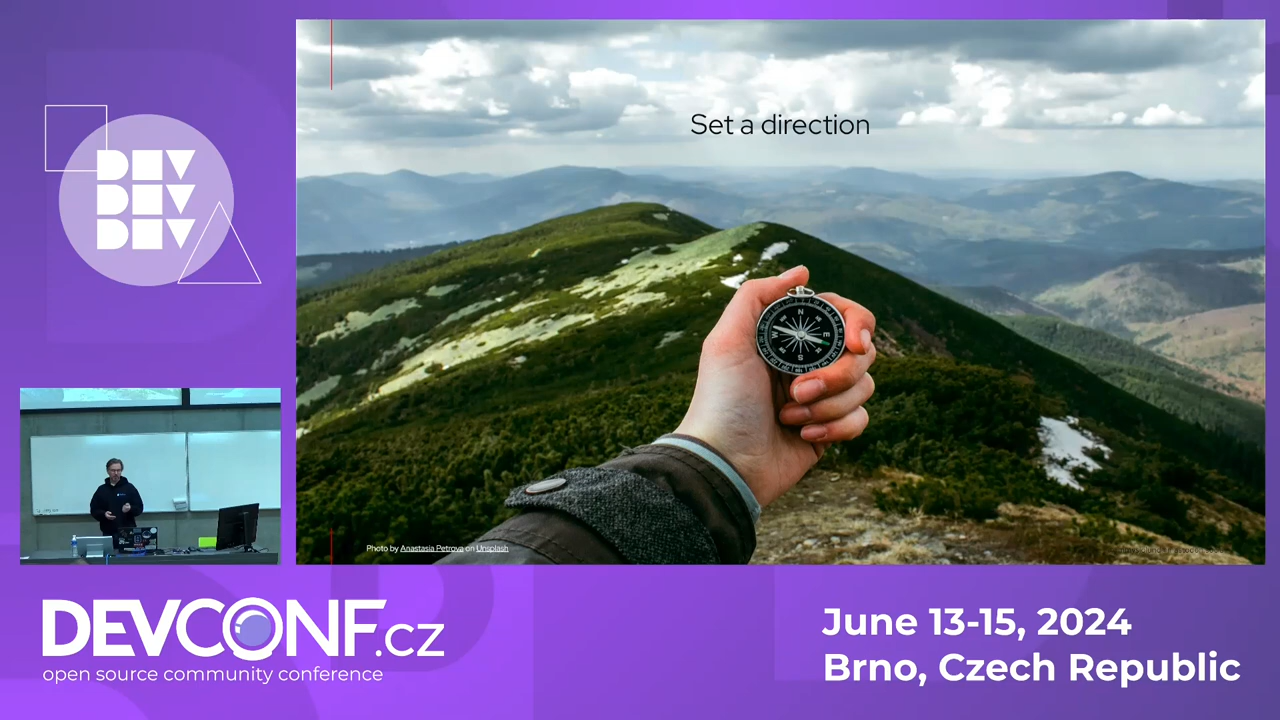 DEV
DEV
DEV
Set a direction
N
E
S
W
Photo by Anastasia Petrova on Unsplash
DEVCONF.cz
open source community conference
June 13-15, 2024
Brno, Czech Republic